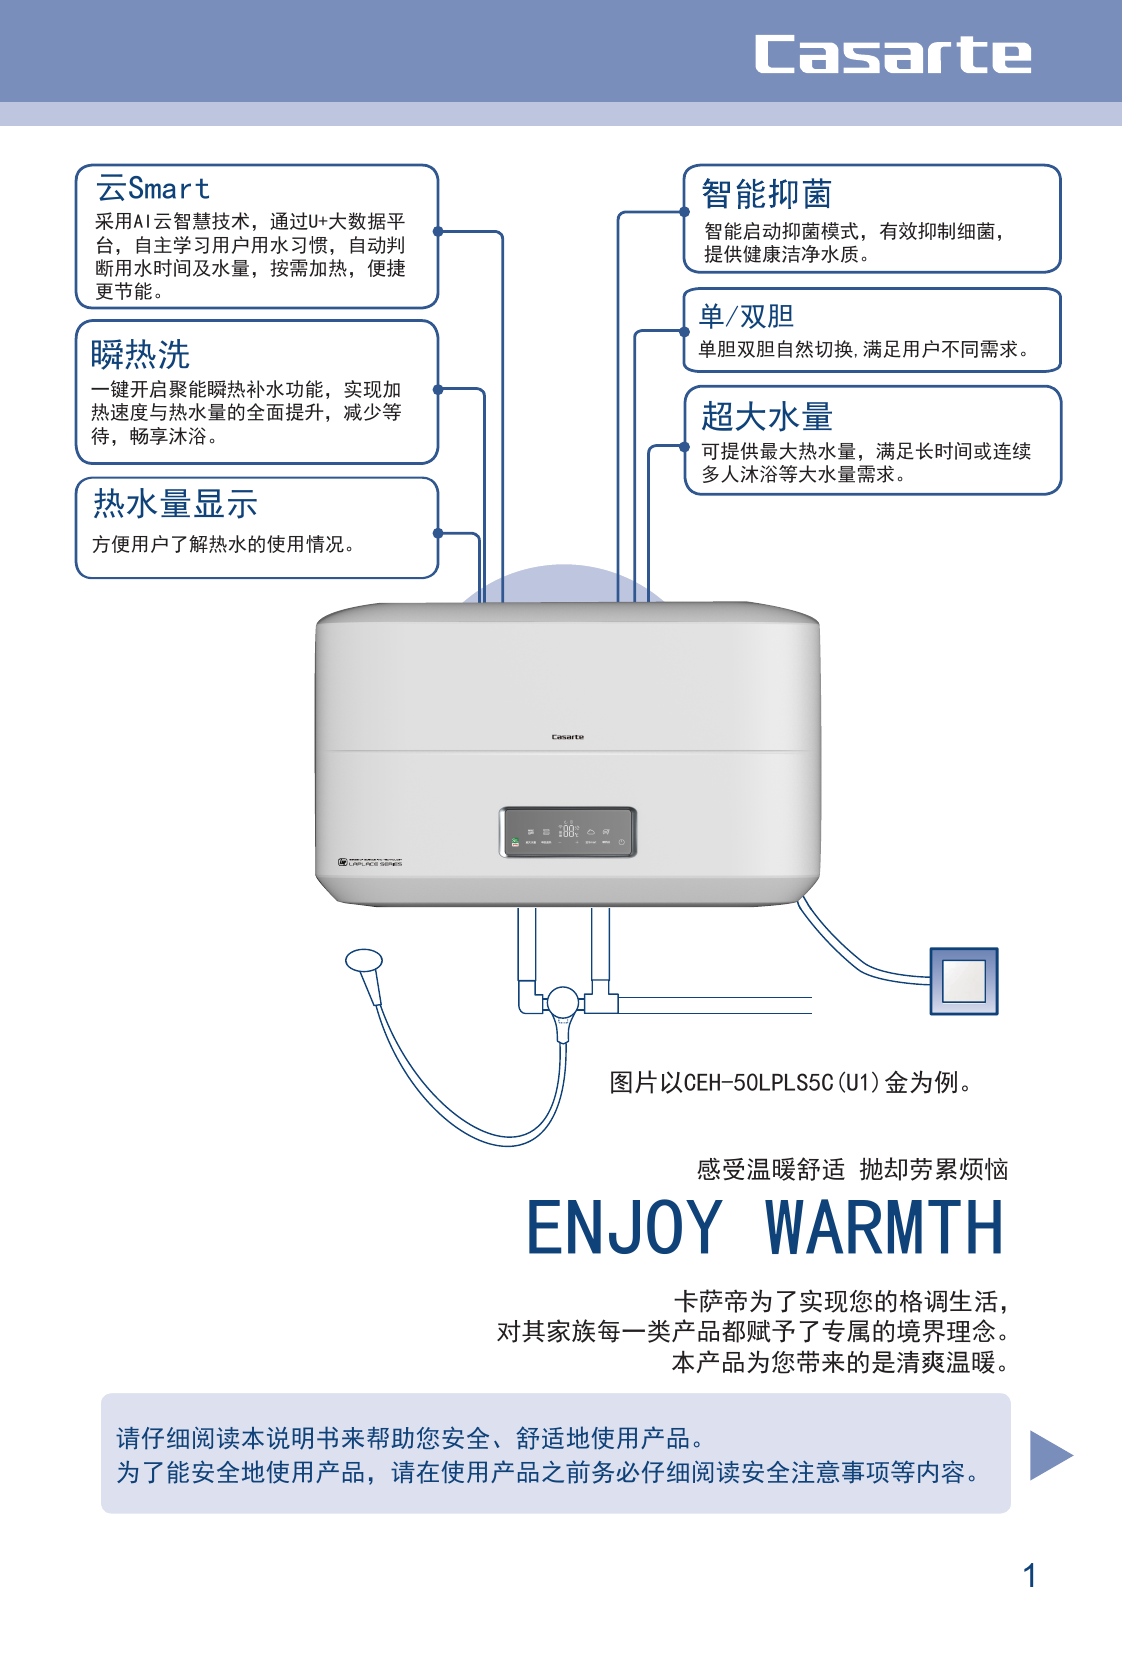 Casarte
云Smart
采用AI云智慧技术，通过U+大数据平
台，自主学习用户用水习惯，自动判
断用水时间及水量，按需加热，便捷
更节能。
瞬热洗
一键开启聚能瞬热补水功能，实现加
热速度与热水量的全面提升，减少等
待，畅享沐浴。
热水量显示
方便用户了解热水的使用情况。
智能抑菌
智能启动抑菌模式，有效抑制细菌，
提供健康洁净水质。
单/双胆
单胆双胆自然切换,满足用户不同需求。
超大水量
可提供最大热水量，满足长时间或连续
多人沐浴等大水量需求。
Casarte
LAPLACE SERIES
图片以CEH-50LPLS5C(U1)金为例。
感受温暖舒适 抛却劳累烦恼
ENJOY WARMTH
卡萨帝为了实现您的格调生活，
对其家族每一类产品都赋予了专属的境界理念。
本产品为您带来的是清爽温暖。
请仔细阅读本说明书来帮助您安全、舒适地使用产品。
为了能安全地使用产品，请在使用产品之前务必仔细阅读安全注意事项等内容。
1